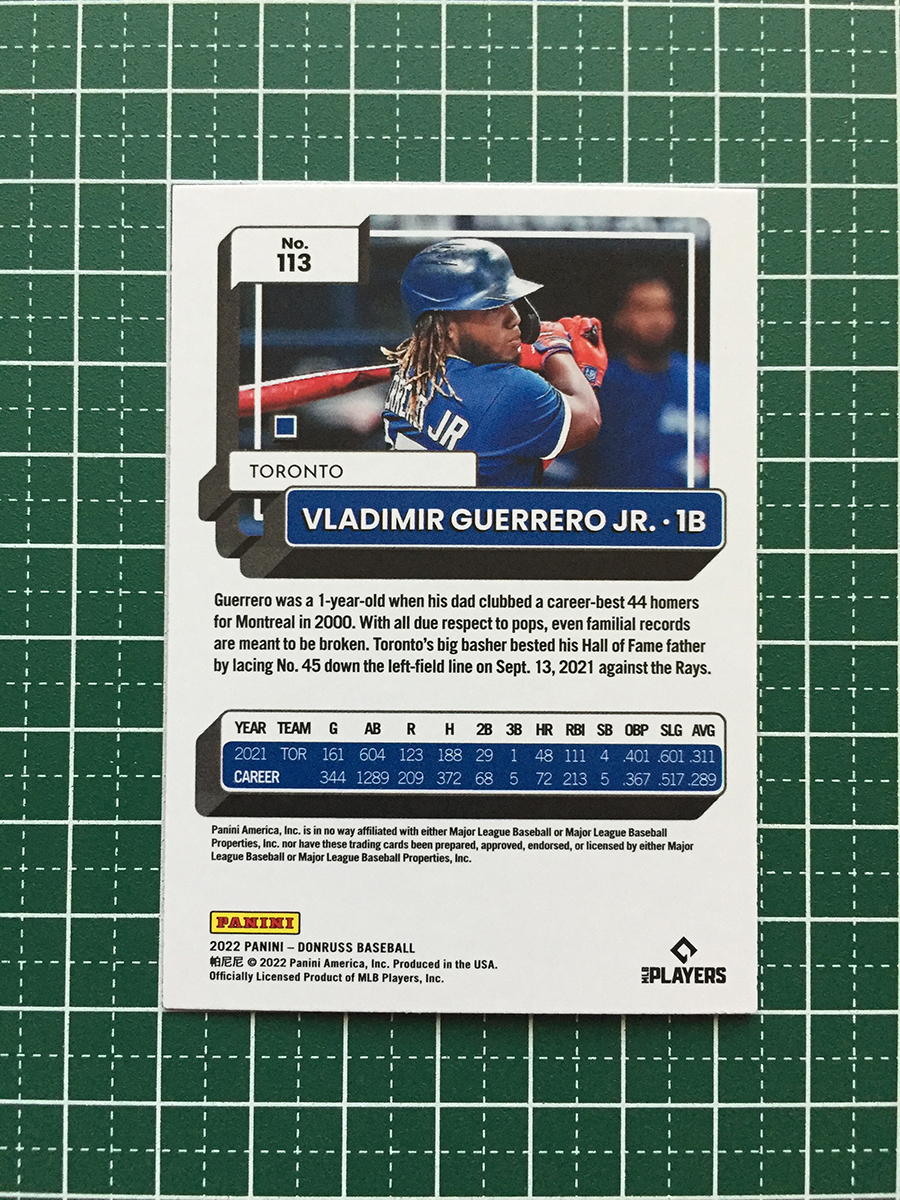 No.
113
ERRERO JR
TORONTO
VLADIMIR GUERRERO JR. · 1B
Guerrero was a 1-year-old when his dad clubbed a career-best 44 homers
for Montreal in 2000. With all due respect to pops, even familial records
are meant to be broken. Toronto's big basher bested his Hall of Fame father
by lacing No. 45 down the left-field line on Sept. 13, 2021 against the Rays.
YEAR TEAM G AB R H 2B 3B HR RBI SB OBP SLG AVG
2021 TOR 161 604 123 188 29 1 48 111 4 .401 .601 .311
CAREER 344 1289 209 372 68 5 72 213 5 .367 .517 .289
Panini America, Inc. is in no way affiliated with either Major League Baseball or Major League Baseball
Properties, Inc. nor have these trading cards been prepared, approved, endorsed, or licensed by either Major
League Baseball or Major League Baseball Properties, Inc.
PANINI
2022 PANINI – DONRUSS BASEBALL
帕尼尼 © 2022 Panini America, Inc. Produced in the USA.
Officially Licensed Product of MLB Players, Inc.
MLB PLAYERS